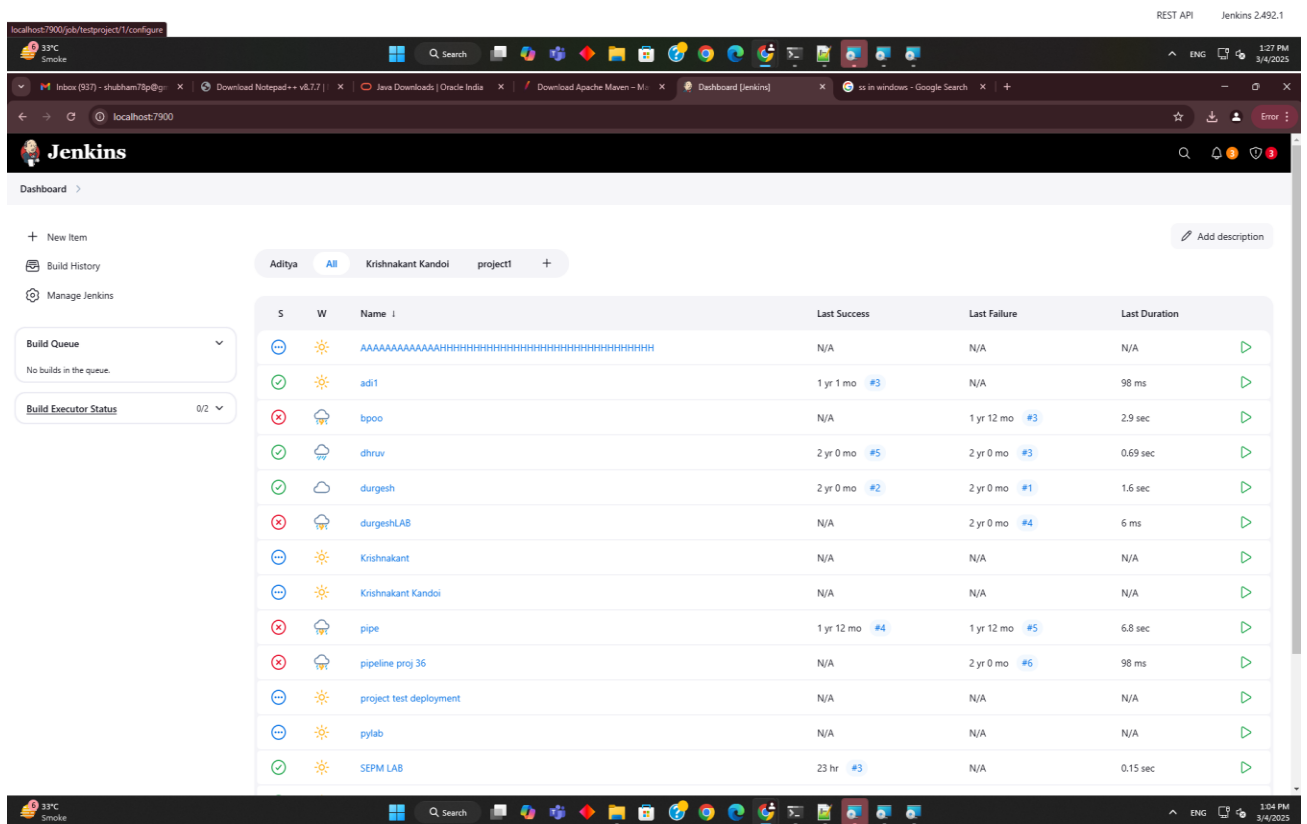 REST API Jenkins 2.492.1
localhost:7900/job/testproject/1/configure
6 33°C
Smoke
Search
ENG
1:27 PM
3/4/2025
Inbox (937) - shubham78p@gm Download Notepad++ v8.7.7 | Java Downloads | Oracle India Download Apache Maven – Ma Dashboard [Jenkins] ss in windows - Google Search
localhost:7900 Error
Jenkins 3 3
Dashboard
New Item
Add description
Build History
Manage Jenkins
Aditya All Krishnakant Kandoi project1 +
Build Queue
No builds in the queue.
Build Executor Status 0/2
S W Name ↓ Last Success Last Failure Last Duration
N/A N/A N/A
adi1 1 yr 1 mo #3 N/A 98 ms
bpoo N/A 1 yr 12 mo #3 2.9 sec
dhruv 2 yr 0 mo #5 2 yr 0 mo #3 0.69 sec
durgesh 2 yr 0 mo #2 2 yr 0 mo #1 1.6 sec
durgeshLAB N/A 2 yr 0 mo #4 6 ms
Krishnakant N/A N/A N/A
Krishnakant Kandoi N/A N/A N/A
pipe 1 yr 12 mo #4 1 yr 12 mo #5 6.8 sec
pipeline proj 36 N/A 2 yr 0 mo #6 98 ms
project test deployment N/A N/A N/A
pylab N/A N/A N/A
SEPM LAB 23 hr #3 N/A 0.15 sec
6 33°C
Smoke
Search
ENG
1:04 PM
3/4/2025